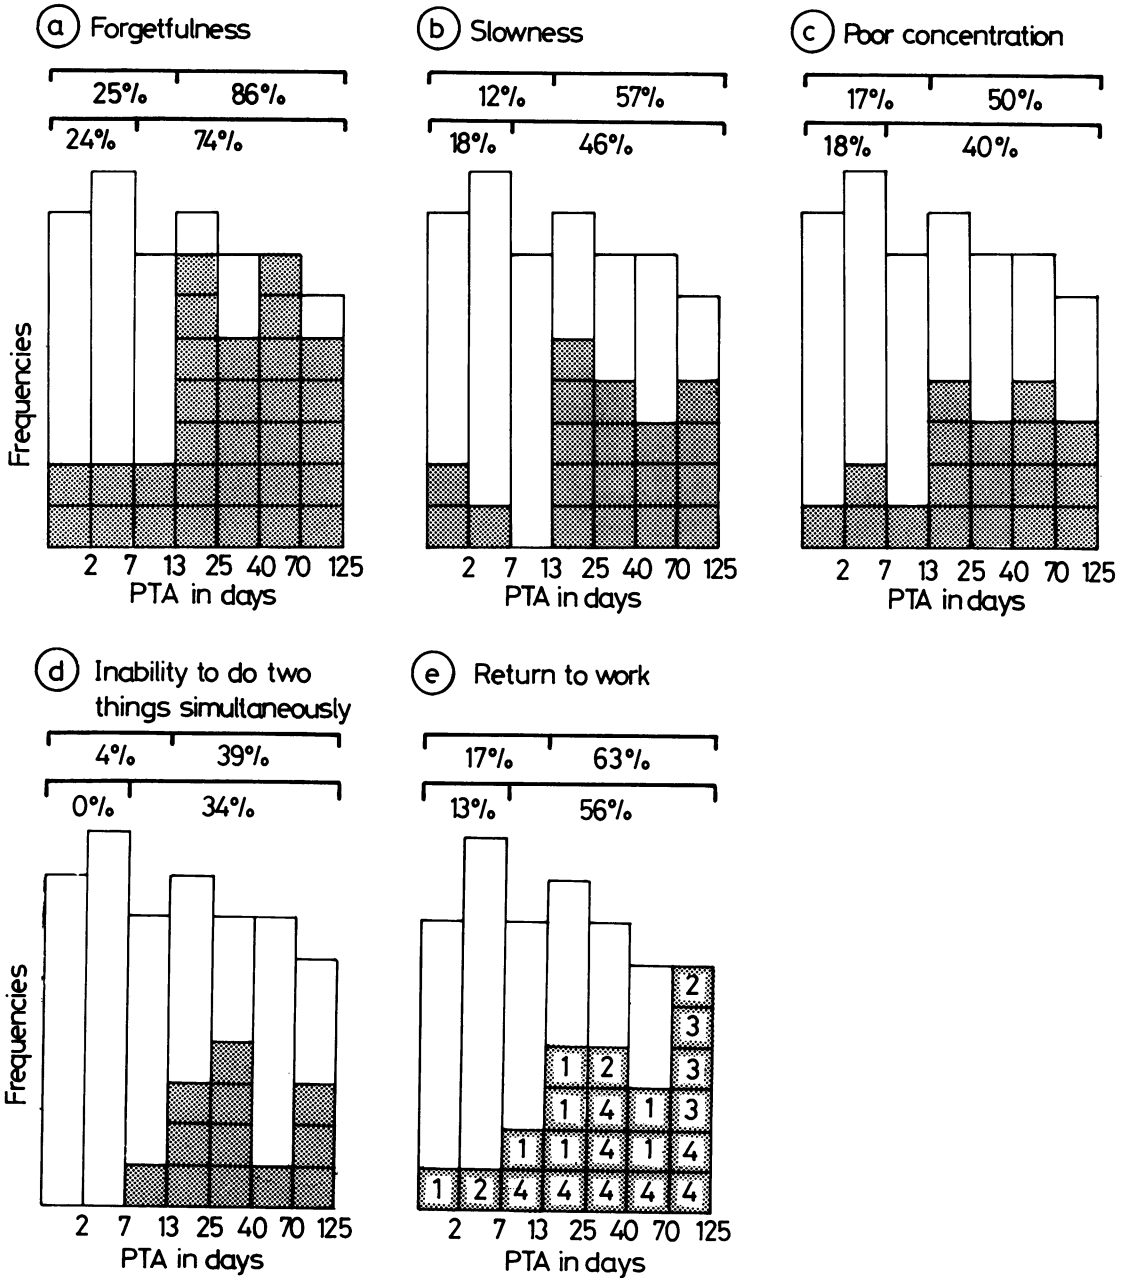 a Forgetfulness
25% 86%
24% 74%
Frequencies
2 7 13 25 40 70 125
PTA in days
b Slowness
12% 57%
18% 46%
2 7 13 25 40 70 125
PTA in days
c Poor concentration
17% 50%
18% 40%
2 7 13 25 40 70 125
PTA in days
d Inability to do two
things simultaneously
4% 39%
0% 34%
Frequencies
2 7 13 25 40 70 125
PTA in days
e Return to work
17% 63%
13% 56%
2
3
1 2 3
1 4 1 3
1 1 4 1 4
1 2 4 4 4 4 4
2 7 13 25 40 70 125
PTA in days